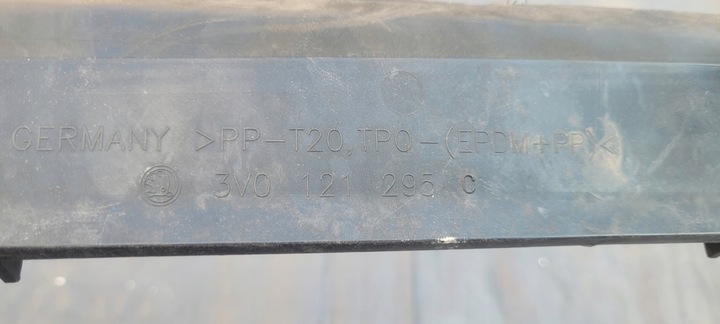 GERMANY >PP-T20,TPO-(EPDM+PP)<
3V0 121 295 C